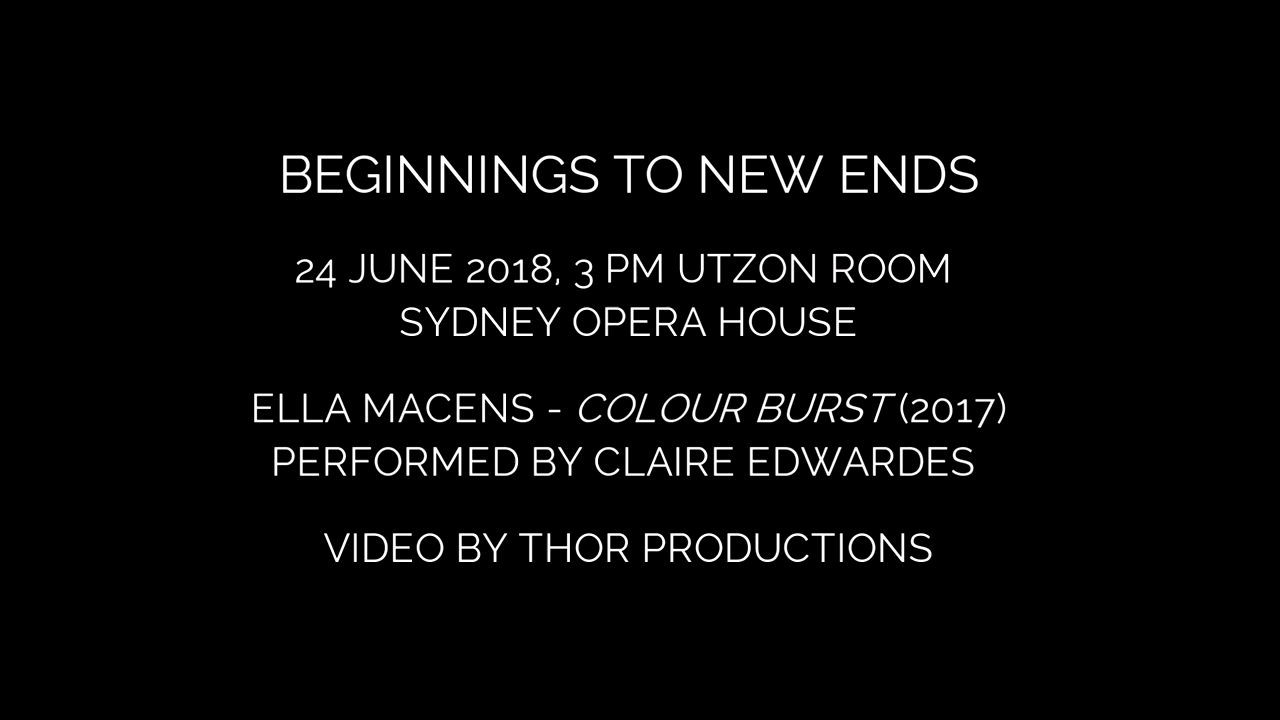 BEGINNINGS TO NEW ENDS
24 JUNE 2018, 3 PM UTZON ROOM
SYDNEY OPERA HOUSE
ELLA MACENS - COLOUR BURST (2017)
PERFORMED BY CLAIRE EDWARDES
VIDEO BY THOR PRODUCTIONS